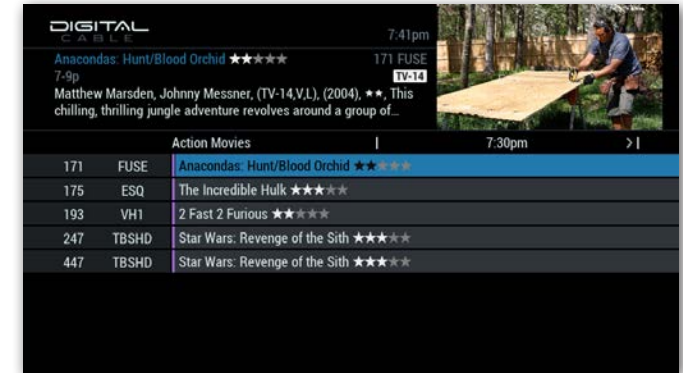 DIGITAL
CABLE
7:41pm
Anacondas: Hunt/Blood Orchid ★★★★★ 171 FUSE
7-9p TV-14
Matthew Marsden, Johnny Messner, (TV-14,V,L), (2004), ★★, This
chilling, thrilling jungle adventure revolves around a group of...
Action Movies | 7:30pm >|
171 FUSE Anacondas: Hunt/Blood Orchid ★★★★★
175 ESQ The Incredible Hulk ★★★★★
193 VH1 2 Fast 2 Furious ★★★★★
247 TBSHD Star Wars: Revenge of the Sith ★★★★★
447 TBSHD Star Wars: Revenge of the Sith ★★★★★